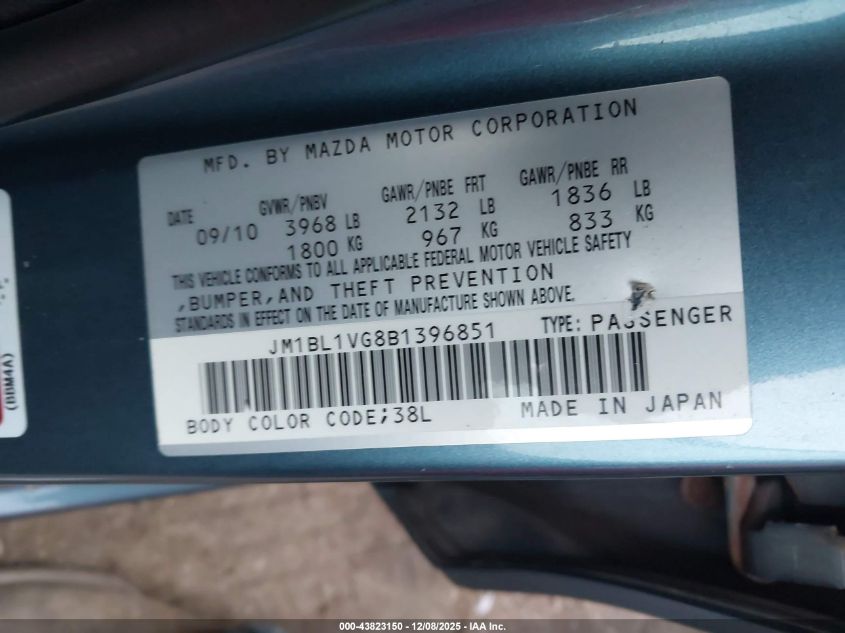 MFD. BY MAZDA MOTOR CORPORATION
DATE GVWR/PNBV GAWR/PNBE FRT GAWR/PNBE RR
09/10 3968 LB 2132 LB 1836 LB
1800 KG 967 KG 833 KG
THIS VEHICLE CONFORMS TO ALL APPLICABLE FEDERAL MOTOR VEHICLE SAFETY
,BUMPER,AND THEFT PREVENTION
STANDARDS IN EFFECT ON THE DATE OF MANUFACTURE SHOWN ABOVE.
JM1BL1VG8B1396851 TYPE: PASSENGER
BODY COLOR CODE;38L MADE IN JAPAN
(BBM4A)
000-43823150 - 12/08/2025 - IAA Inc.